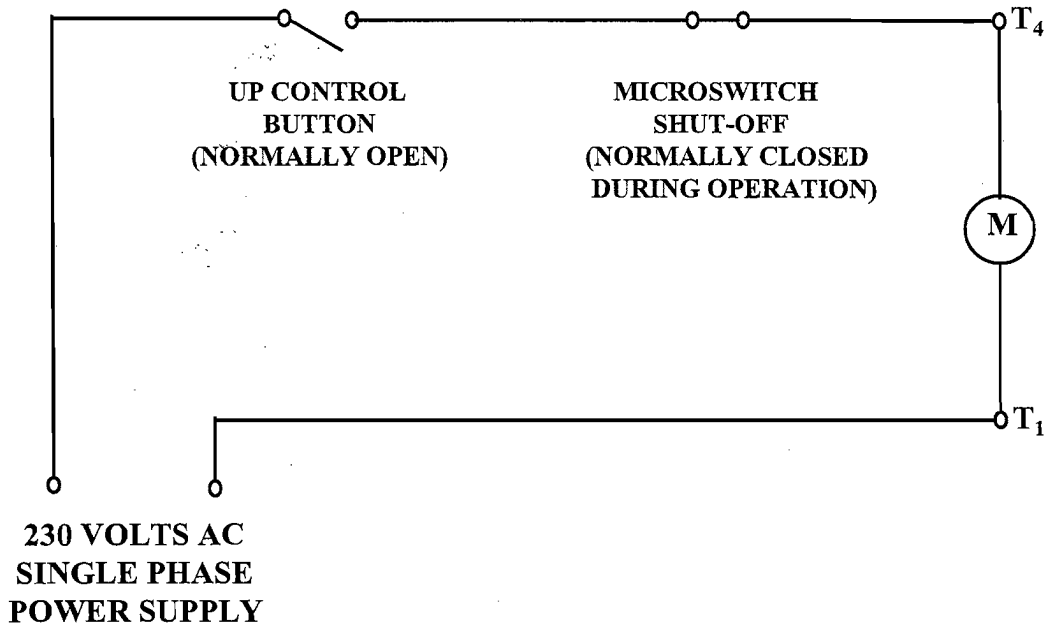 T₄
UP CONTROL
BUTTON
(NORMALLY OPEN)
MICROSWITCH
SHUT-OFF
(NORMALLY CLOSED
DURING OPERATION)
M
T₁
230 VOLTS AC
SINGLE PHASE
POWER SUPPLY